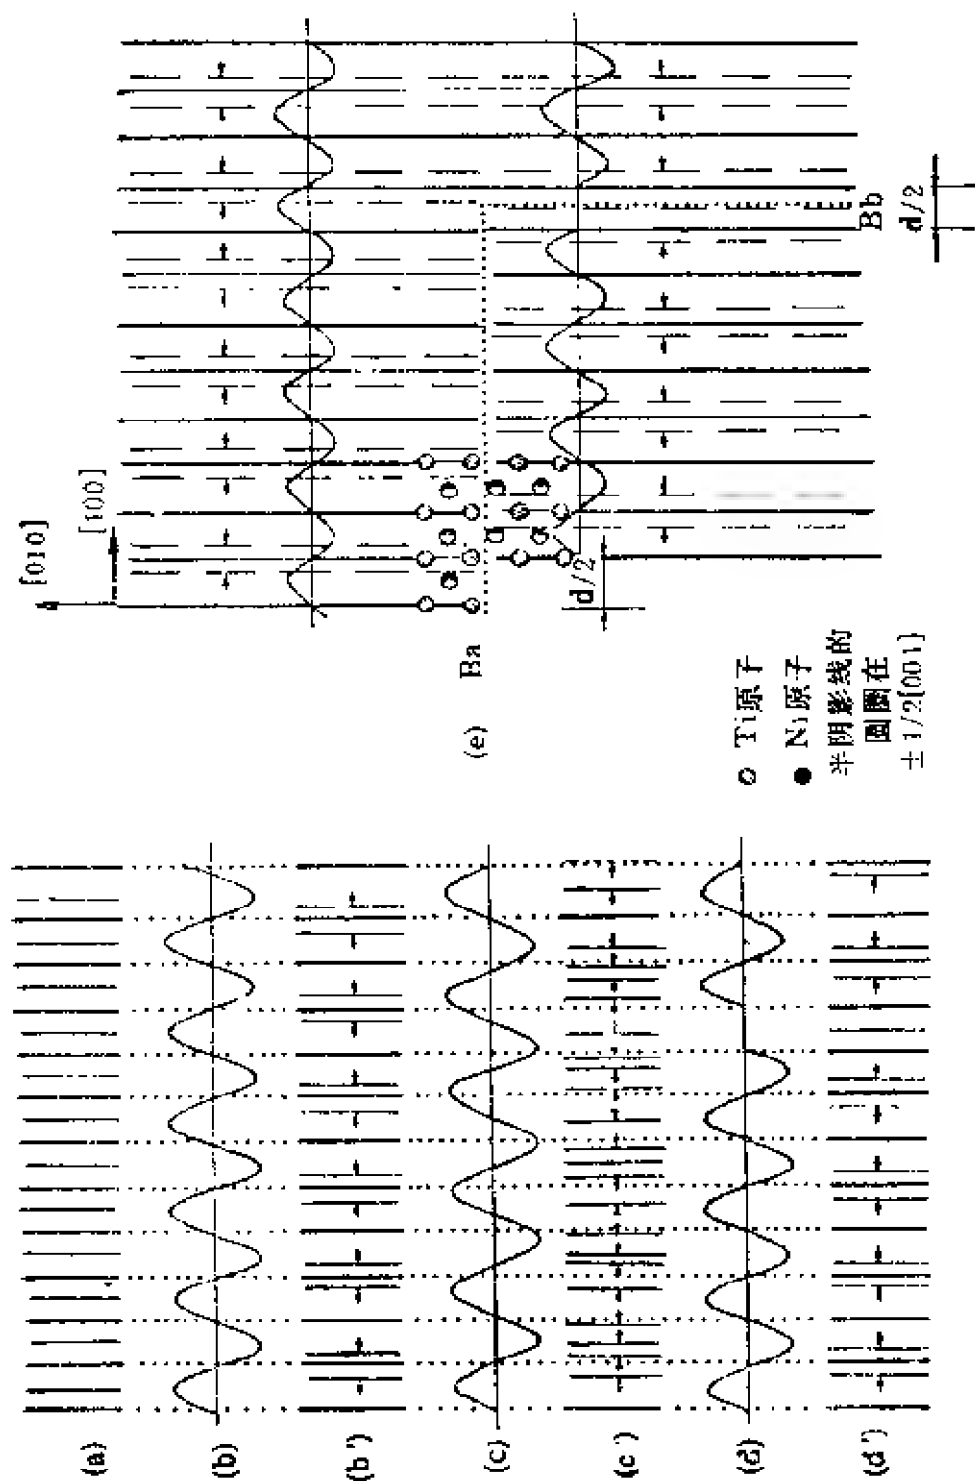 (a)
(b)
(b')
(c)
(c')
(d)
(d')
[010]
[100]
(e)
Ba
Bb
d/2
d/2
Ti原子
Ni原子
半阴影线的
圆圈在
±1/2[001]